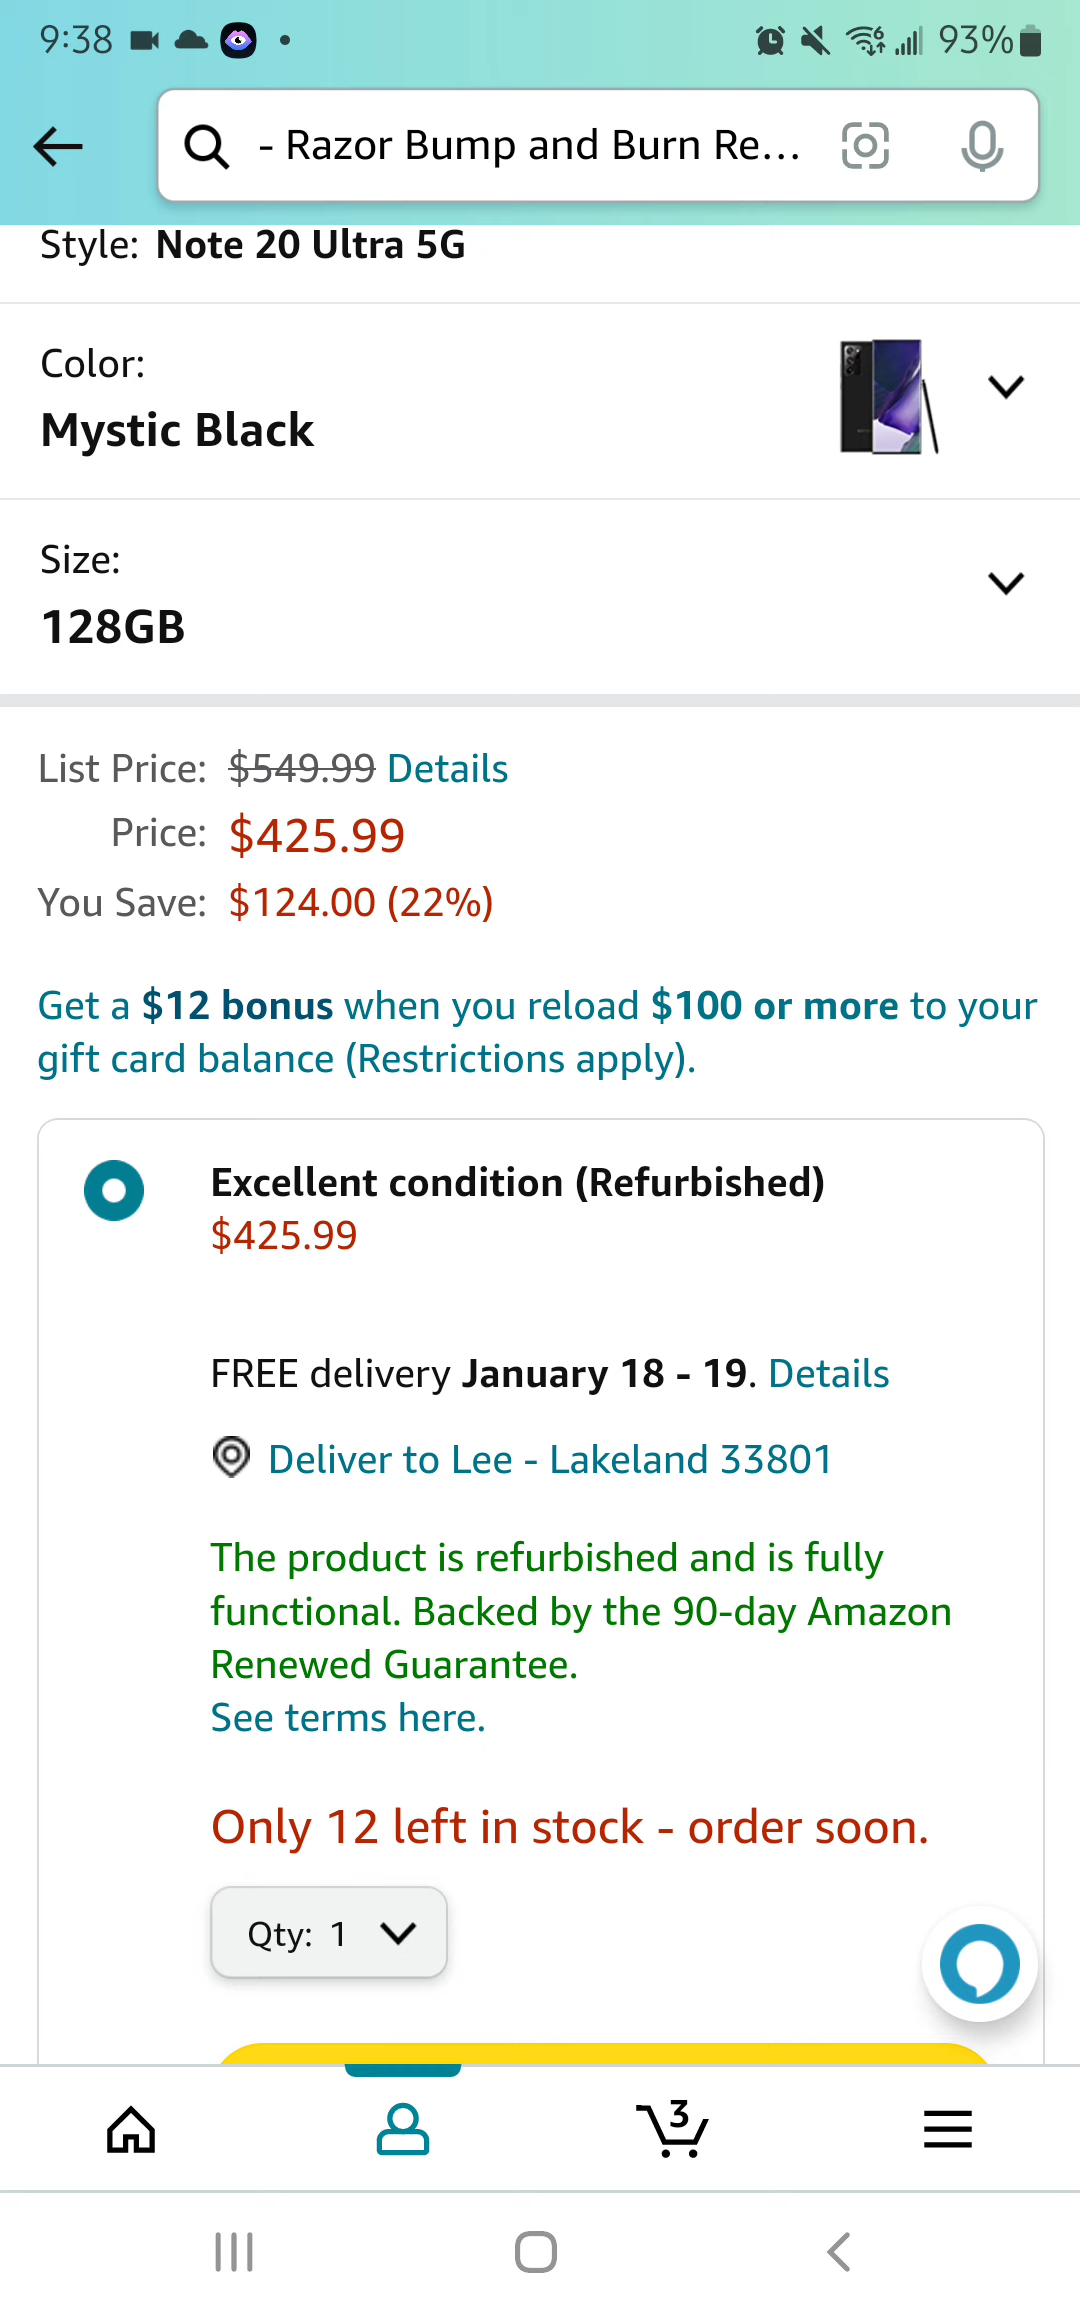 9:38
93%
- Razor Bump and Burn Re...
Style: Note 20 Ultra 5G
Color:
Mystic Black
Size:
128GB
List Price: $549.99 Details
Price: $425.99
You Save: $124.00 (22%)
Get a $12 bonus when you reload $100 or more to your
gift card balance (Restrictions apply).
Excellent condition (Refurbished)
$425.99
FREE delivery January 18 - 19. Details
Deliver to Lee - Lakeland 33801
The product is refurbished and is fully
functional. Backed by the 90-day Amazon
Renewed Guarantee.
See terms here.
Only 12 left in stock - order soon.
Qty: 1
3